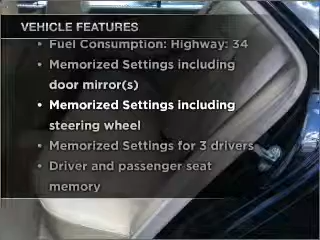 VEHICLE FEATURES
• Fuel Consumption: Highway: 34
• Memorized Settings including
door mirror(s)
• Memorized Settings including
steering wheel
• Memorized Settings for 3 drivers
• Driver and passenger seat
memory